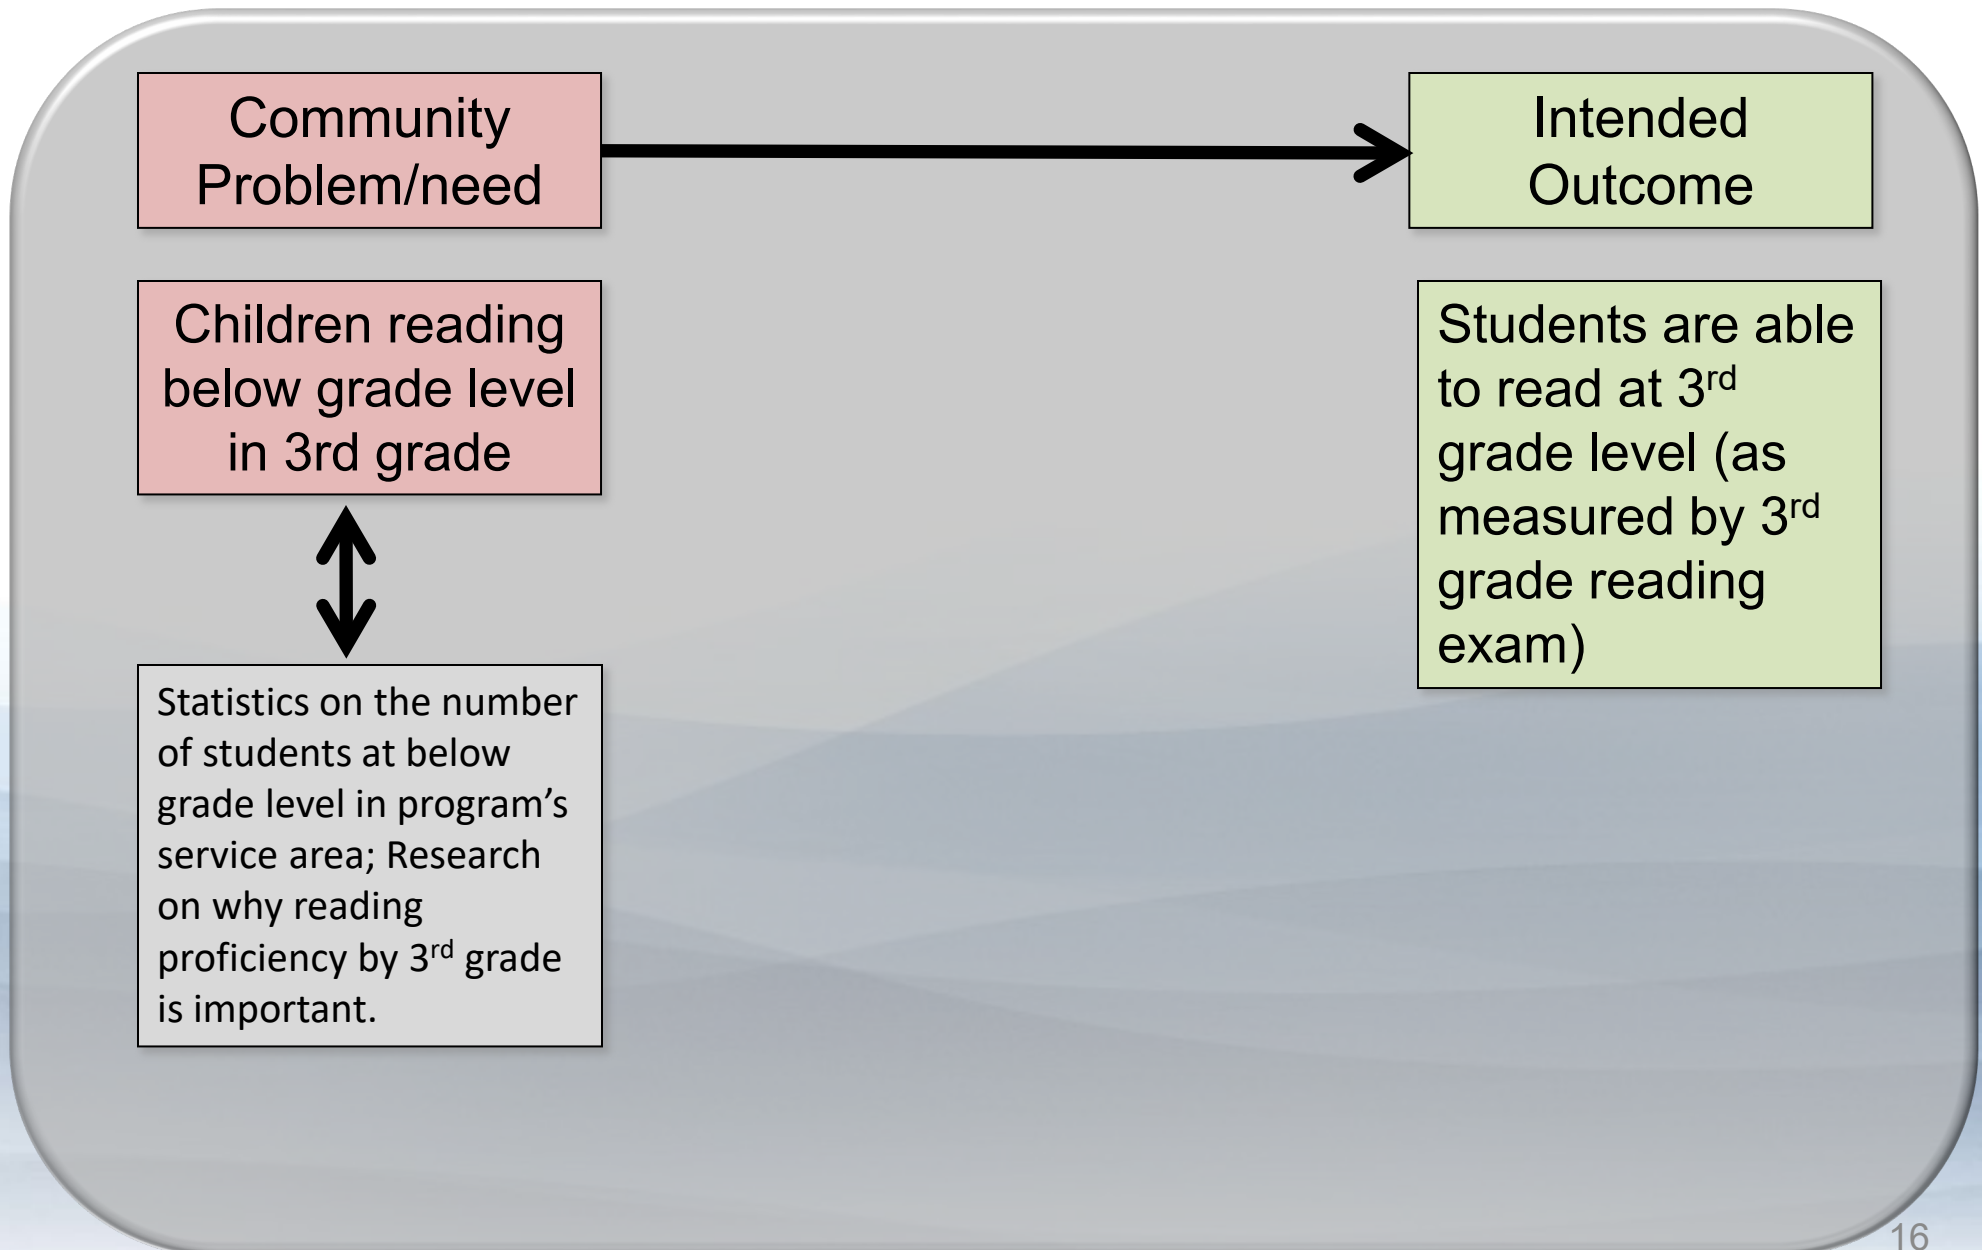 Community
Problem/need
Intended
Outcome
Children reading
below grade level
in 3rd grade
Students are able
to read at 3rd
grade level (as
measured by 3rd
grade reading
exam)
Statistics on the number
of students at below
grade level in program’s
service area; Research
on why reading
proficiency by 3rd grade
is important.
16